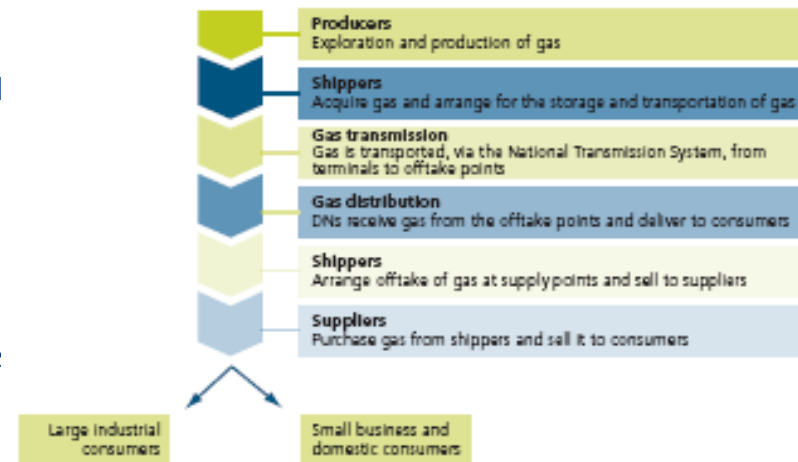 Producers
Exploration and production of gas
Shippers
Acquire gas and arrange for the storage and transportation of gas
Gas transmission
Gas is transported, via the National Transmission System, from
terminals to offtake points
Gas distribution
DNs receive gas from the offtake points and deliver to consumers
Shippers
Arrange offtake of gas at supply points and sell to suppliers
Suppliers
Purchase gas from shippers and sell it to consumers
Large industrial
consumers
Small business and
domestic consumers